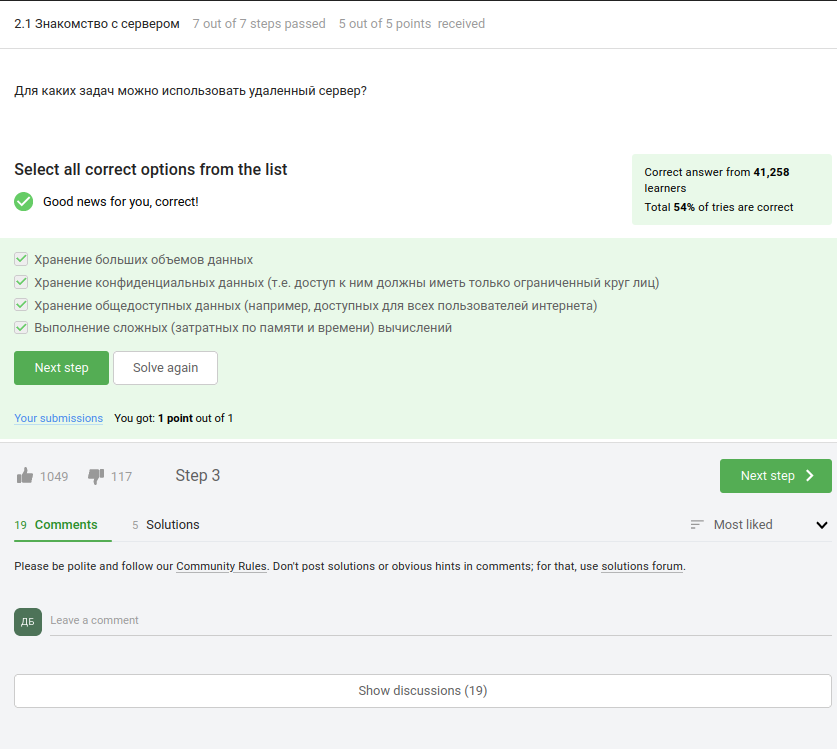 2.1 Знакомство с сервером 7 out of 7 steps passed 5 out of 5 points received
Для каких задач можно использовать удаленный сервер?
Select all correct options from the list
Good news for you, correct!
Correct answer from 41,258
learners
Total 54% of tries are correct
Хранение больших объемов данных
Хранение конфиденциальных данных (т.е. доступ к ним должны иметь только ограниченный круг лиц)
Хранение общедоступных данных (например, доступных для всех пользователей интернета)
Выполнение сложных (затратных по памяти и времени) вычислений
Next step Solve again
Your submissions You got: 1 point out of 1
1049 117 Step 3 Next step
19 Comments 5 Solutions Most liked
Please be polite and follow our Community Rules. Don't post solutions or obvious hints in comments; for that, use solutions forum.
ДБ Leave a comment
Show discussions (19)